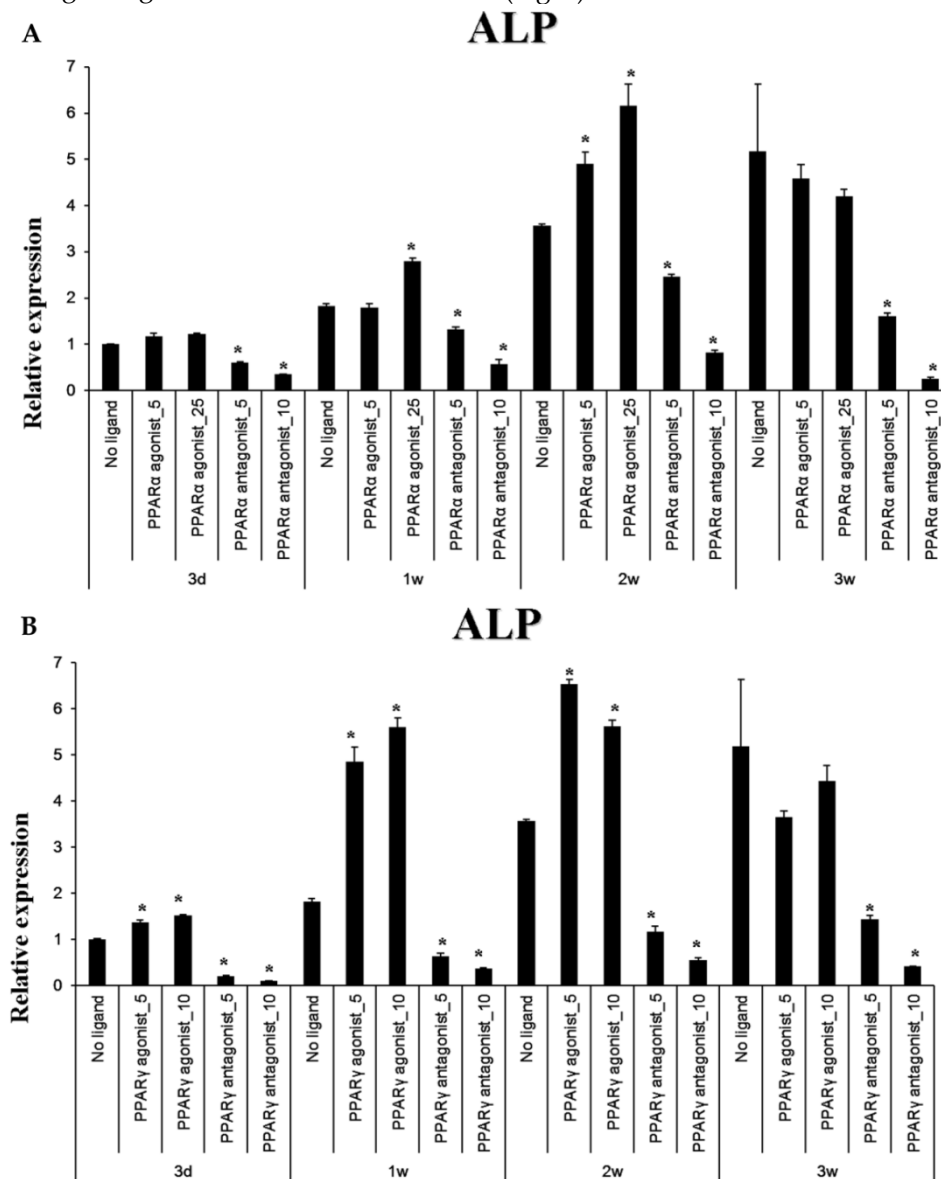 A
ALP
7
6
5
4
3
2
1
0
Relative expression
* * * * * * * * * * *
No ligand
PPARα agonist_5
PPARα agonist_25
PPARα antagonist_5
PPARα antagonist_10
No ligand
PPARα agonist_5
PPARα agonist_25
PPARα antagonist_5
PPARα antagonist_10
No ligand
PPARα agonist_5
PPARα agonist_25
PPARα antagonist_5
PPARα antagonist_10
No ligand
PPARα agonist_5
PPARα agonist_25
PPARα antagonist_5
PPARα antagonist_10
3d 1w 2w 3w
B
ALP
7
6
5
4
3
2
1
0
Relative expression
* * * * * * * * * * * * * *
No ligand
PPARγ agonist_5
PPARγ agonist_10
PPARγ antagonist_5
PPARγ antagonist_10
No ligand
PPARγ agonist_5
PPARγ agonist_10
PPARγ antagonist_5
PPARγ antagonist_10
No ligand
PPARγ agonist_5
PPARγ agonist_10
PPARγ antagonist_5
PPARγ antagonist_10
No ligand
PPARγ agonist_5
PPARγ agonist_10
PPARγ antagonist_5
PPARγ antagonist_10
3d 1w 2w 3w